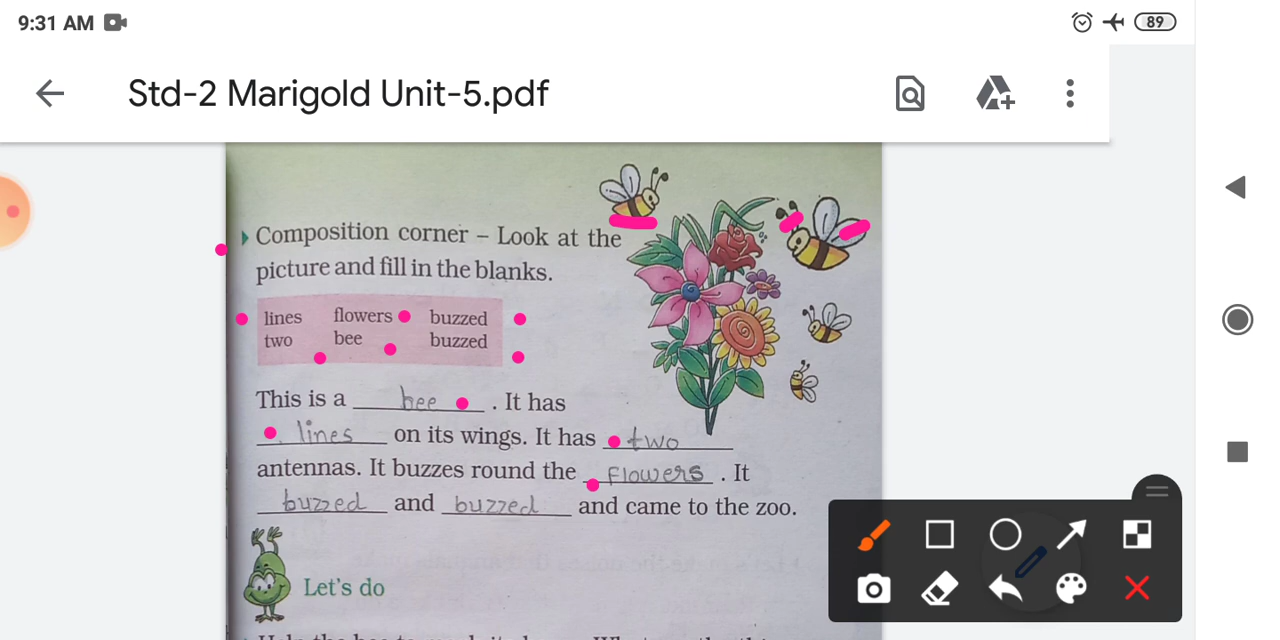 9:31 AM 89
Std-2 Marigold Unit-5.pdf
Composition corner – Look at the
picture and fill in the blanks.
lines flowers buzzed
two bee buzzed
This is a bee . It has
lines on its wings. It has two
antennas. It buzzes round the Flowers . It
buzzed and buzzed and came to the zoo.
Let's do